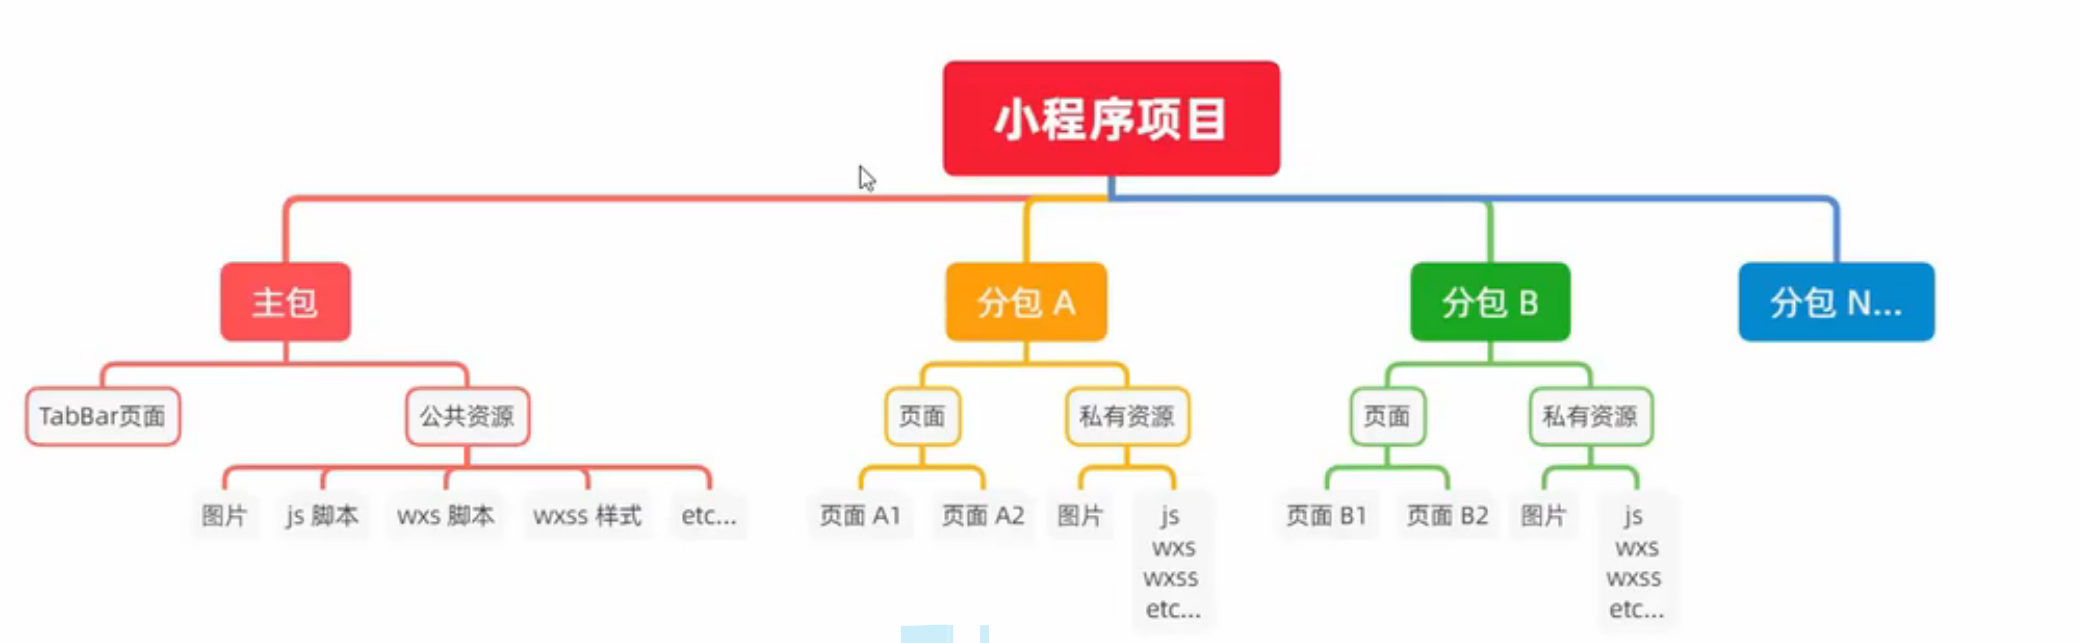 小程序项目
主包
分包 A
分包 B
分包 N...
TabBar页面
公共资源
页面
私有资源
页面
私有资源
图片
js 脚本
wxs 脚本
wxss 样式
etc...
页面 A1
页面 A2
图片
js
wxs
wxss
etc...
页面 B1
页面 B2
图片
js
wxs
wxss
etc...